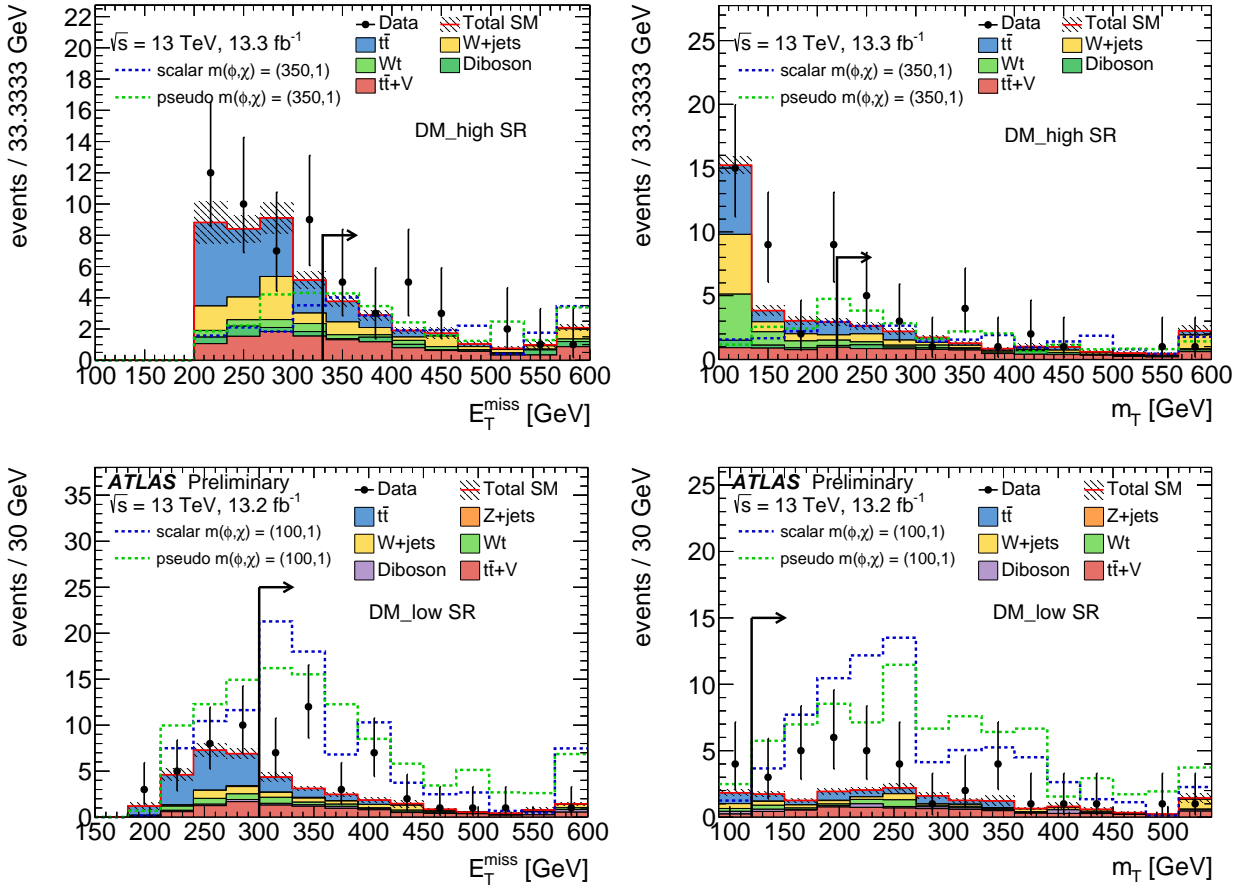 22
20
18
16
14
12
10
8
6
4
2
0
events / 33.3333 GeV
√s = 13 TeV, 13.3 fb⁻¹
Data
Total SM
tt̄
W+jets
Wt
Diboson
tt̄+V
scalar m(ϕ,χ) = (350,1)
pseudo m(ϕ,χ) = (350,1)
DM_high SR
100 150 200 250 300 350 400 450 500 550 600
E_T^miss [GeV]
25
20
15
10
5
0
events / 33.3333 GeV
√s = 13 TeV, 13.3 fb⁻¹
Data
Total SM
tt̄
W+jets
Wt
Diboson
tt̄+V
scalar m(ϕ,χ) = (350,1)
pseudo m(ϕ,χ) = (350,1)
DM_high SR
100 150 200 250 300 350 400 450 500 550 600
m_T [GeV]
35
30
25
20
15
10
5
0
events / 30 GeV
ATLAS Preliminary
√s = 13 TeV, 13.2 fb⁻¹
scalar m(ϕ,χ) = (100,1)
pseudo m(ϕ,χ) = (100,1)
Data
Total SM
tt̄
Z+jets
W+jets
Wt
Diboson
tt̄+V
DM_low SR
150 200 250 300 350 400 450 500 550 600
E_T^miss [GeV]
25
20
15
10
5
0
events / 30 GeV
ATLAS Preliminary
√s = 13 TeV, 13.2 fb⁻¹
scalar m(ϕ,χ) = (100,1)
pseudo m(ϕ,χ) = (100,1)
Data
Total SM
tt̄
Z+jets
W+jets
Wt
Diboson
tt̄+V
DM_low SR
100 150 200 250 300 350 400 450 500
m_T [GeV]